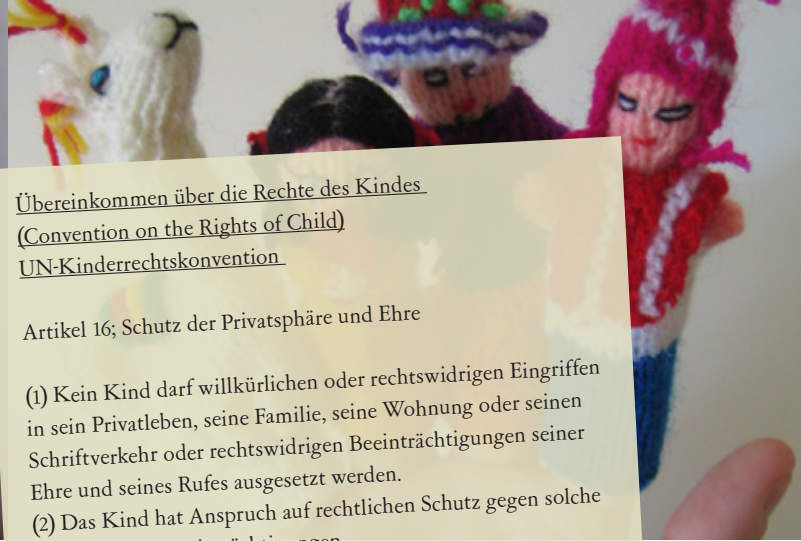 Übereinkommen über die Rechte des Kindes
(Convention on the Rights of Child)
UN-Kinderrechtskonvention
Artikel 16; Schutz der Privatsphäre und Ehre
(1) Kein Kind darf willkürlichen oder rechtswidrigen Eingriffen
in sein Privatleben, seine Familie, seine Wohnung oder seinen
Schriftverkehr oder rechtswidrigen Beeinträchtigungen seiner
Ehre und seines Rufes ausgesetzt werden.
(2) Das Kind hat Anspruch auf rechtlichen Schutz gegen solche